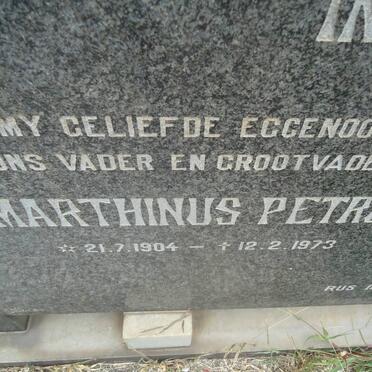 MY GELIEFDE EGGENOO
ONS VADER EN GROOTVADE
MARTHINUS PETR
☆ 21.7.1904 – † 12.2.1973
RUS